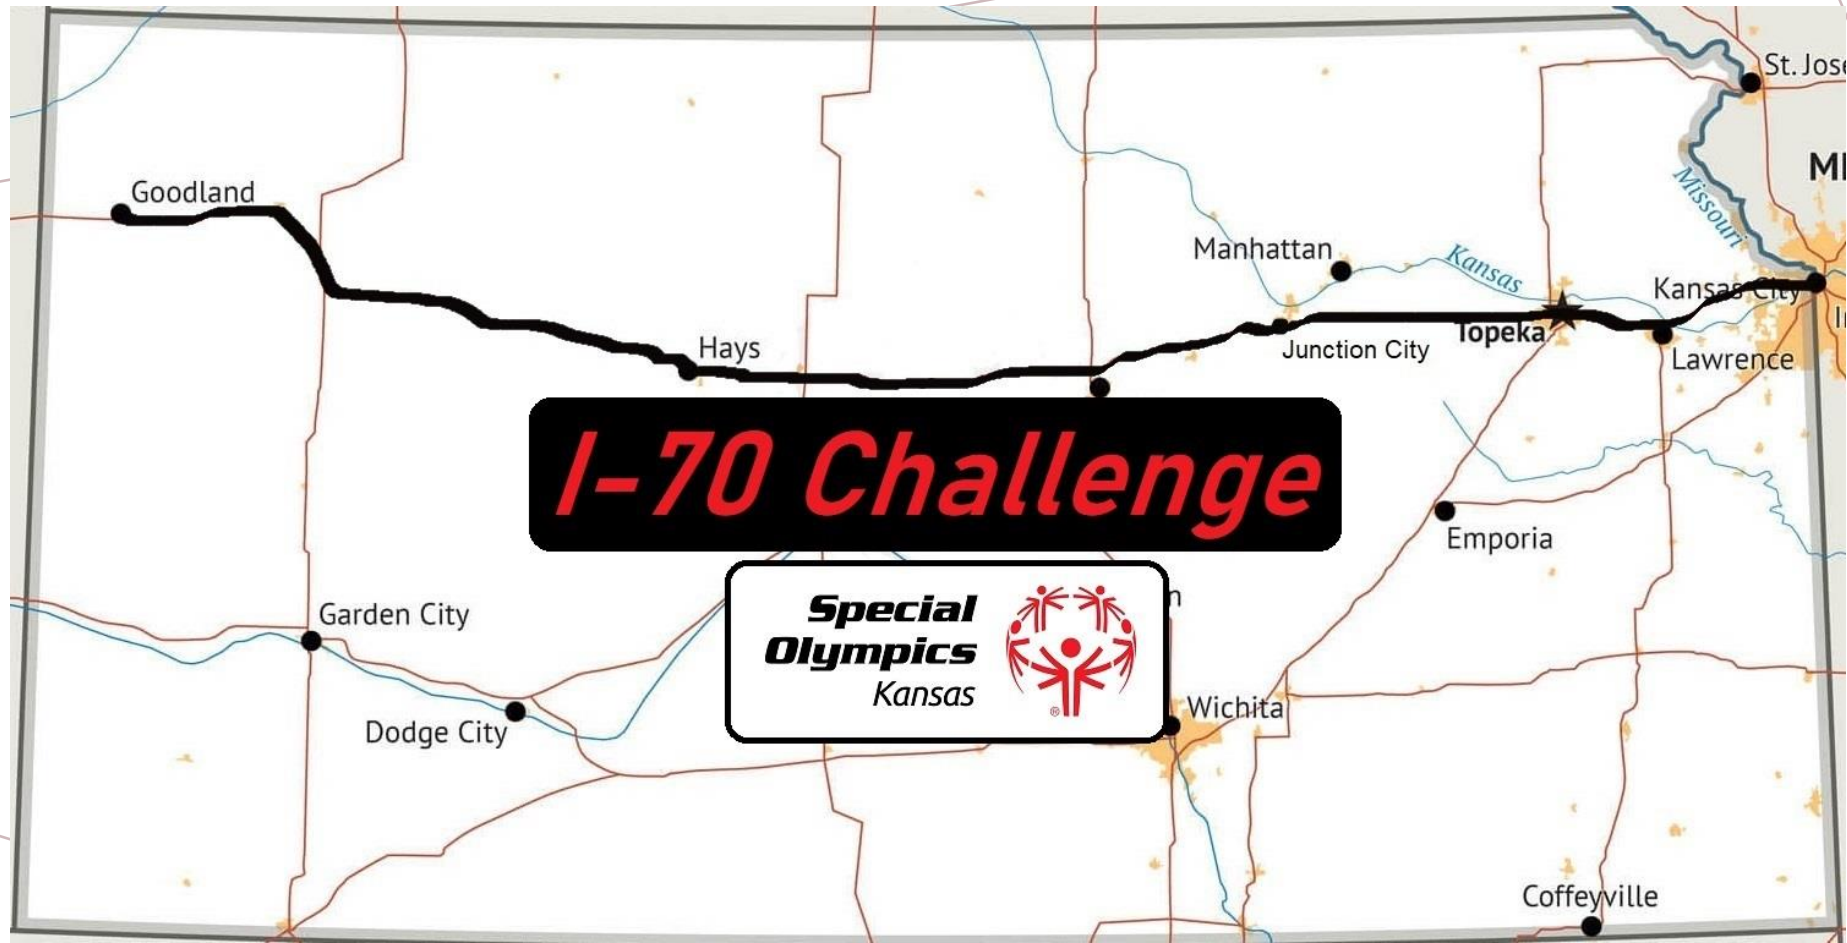 St. Jose
MI
Goodland
Missouri
Manhattan
Kansas
Kansas City
Topeka
Hays
Junction City
Lawrence
I-70 Challenge
Emporia
Garden City
Special
Olympics
Kansas
®
Dodge City
Wichita
Coffeyville